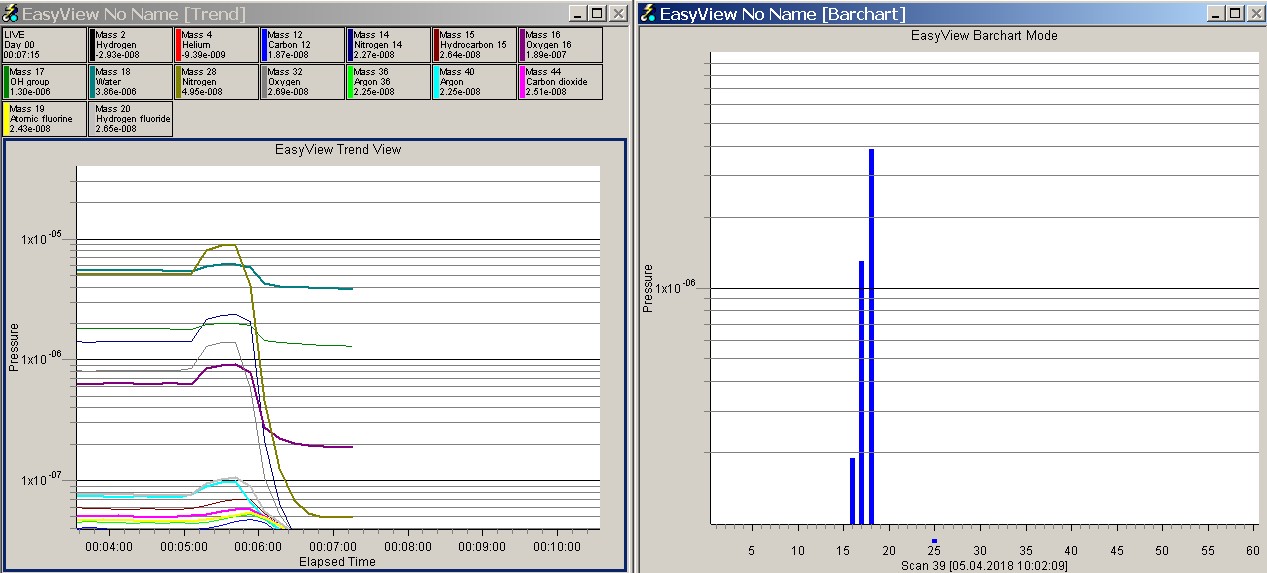 EasyView No Name [Trend]
LIVE
Day 00
00:07:15
Mass 2
Hydrogen
-2.93e-008
Mass 4
Helium
-9.39e-009
Mass 12
Carbon 12
1.87e-008
Mass 14
Nitrogen 14
2.27e-008
Mass 15
Hydrocarbon 15
2.64e-008
Mass 16
Oxygen 16
1.89e-007
Mass 17
OH group
1.30e-006
Mass 18
Water
3.86e-006
Mass 28
Nitrogen
4.95e-008
Mass 32
Oxygen
2.69e-008
Mass 36
Argon 36
2.25e-008
Mass 40
Argon
2.25e-008
Mass 44
Carbon dioxide
2.51e-008
Mass 19
Atomic fluorine
2.43e-008
Mass 20
Hydrogen fluoride
2.65e-008
EasyView Trend View
Pressure
1x10 -05
1x10 -06
1x10 -07
00:04:00 00:05:00 00:06:00 00:07:00 00:08:00 00:09:00 00:10:00
Elapsed Time
EasyView No Name [Barchart]
EasyView Barchart Mode
Pressure
1x10 -06
5 10 15 20 25 30 35 40 45 50 55 60
Scan 39 [05.04.2018 10:02:09]